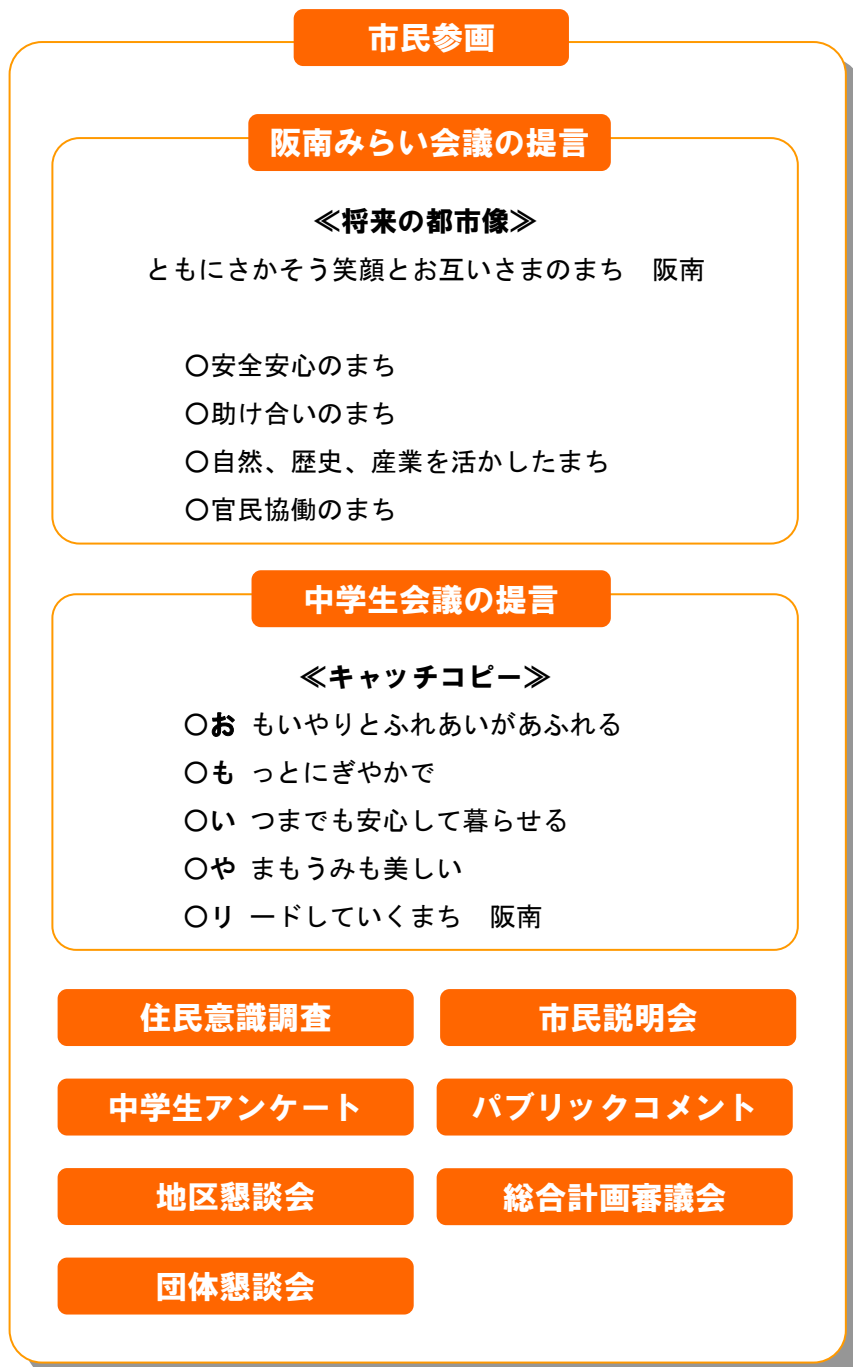 市民参画
阪南みらい会議の提言
≪将来の都市像≫
ともにさかそう笑顔とお互いさまのまち　阪南
〇安全安心のまち
〇助け合いのまち
〇自然、歴史、産業を活かしたまち
〇官民協働のまち
中学生会議の提言
≪キャッチコピー≫
〇お もいやりとふれあいがあふれる
〇も っとにぎやかで
〇い つまでも安心して暮らせる
〇や まもうみも美しい
〇リ ードしていくまち　阪南
住民意識調査
市民説明会
中学生アンケート
パブリックコメント
地区懇談会
総合計画審議会
団体懇談会